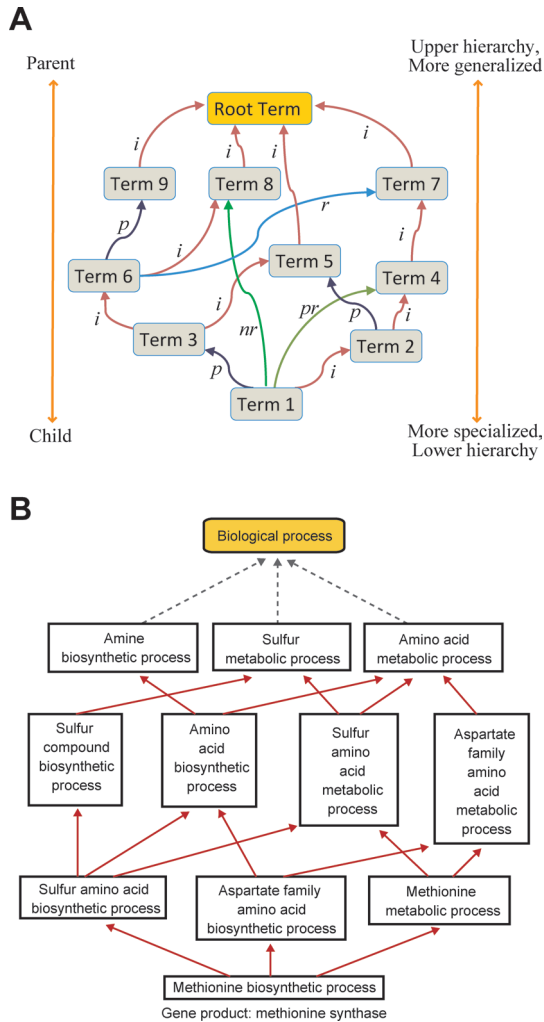 A
Parent
Upper hierarchy,
More generalized
Root Term
i
i
i
i
Term 9
Term 8
Term 7
p
i
r
i
Term 6
Term 5
Term 4
i
i
nr
pr
p
i
Term 3
Term 2
p
i
Term 1
Child
More specialized,
Lower hierarchy
B
Biological process
Amine
biosynthetic process
Sulfur
metabolic process
Amino acid
metabolic process
Sulfur
compound
biosynthetic
process
Amino
acid
biosynthetic
process
Sulfur
amino
acid
metabolic
process
Aspartate
family
amino
acid
metabolic
process
Sulfur amino acid
biosynthetic process
Aspartate family
amino acid
biosynthetic process
Methionine
metabolic process
Methionine biosynthetic process
Gene product: methionine synthase